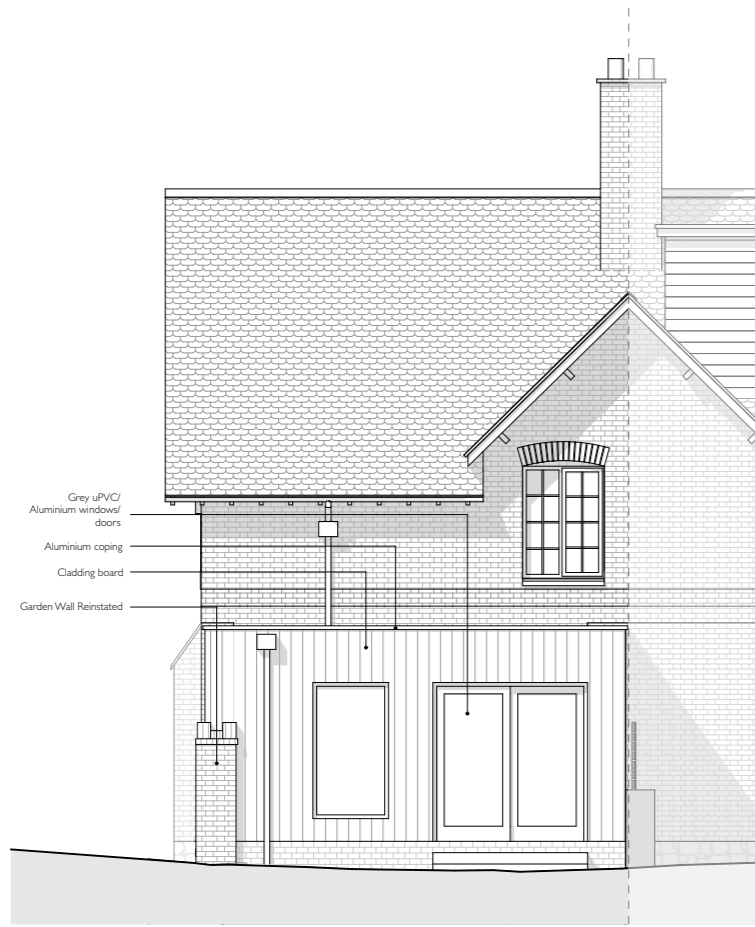 Grey uPVC/
Aluminium windows/
doors
Aluminium coping
Cladding board
Garden Wall Reinstated